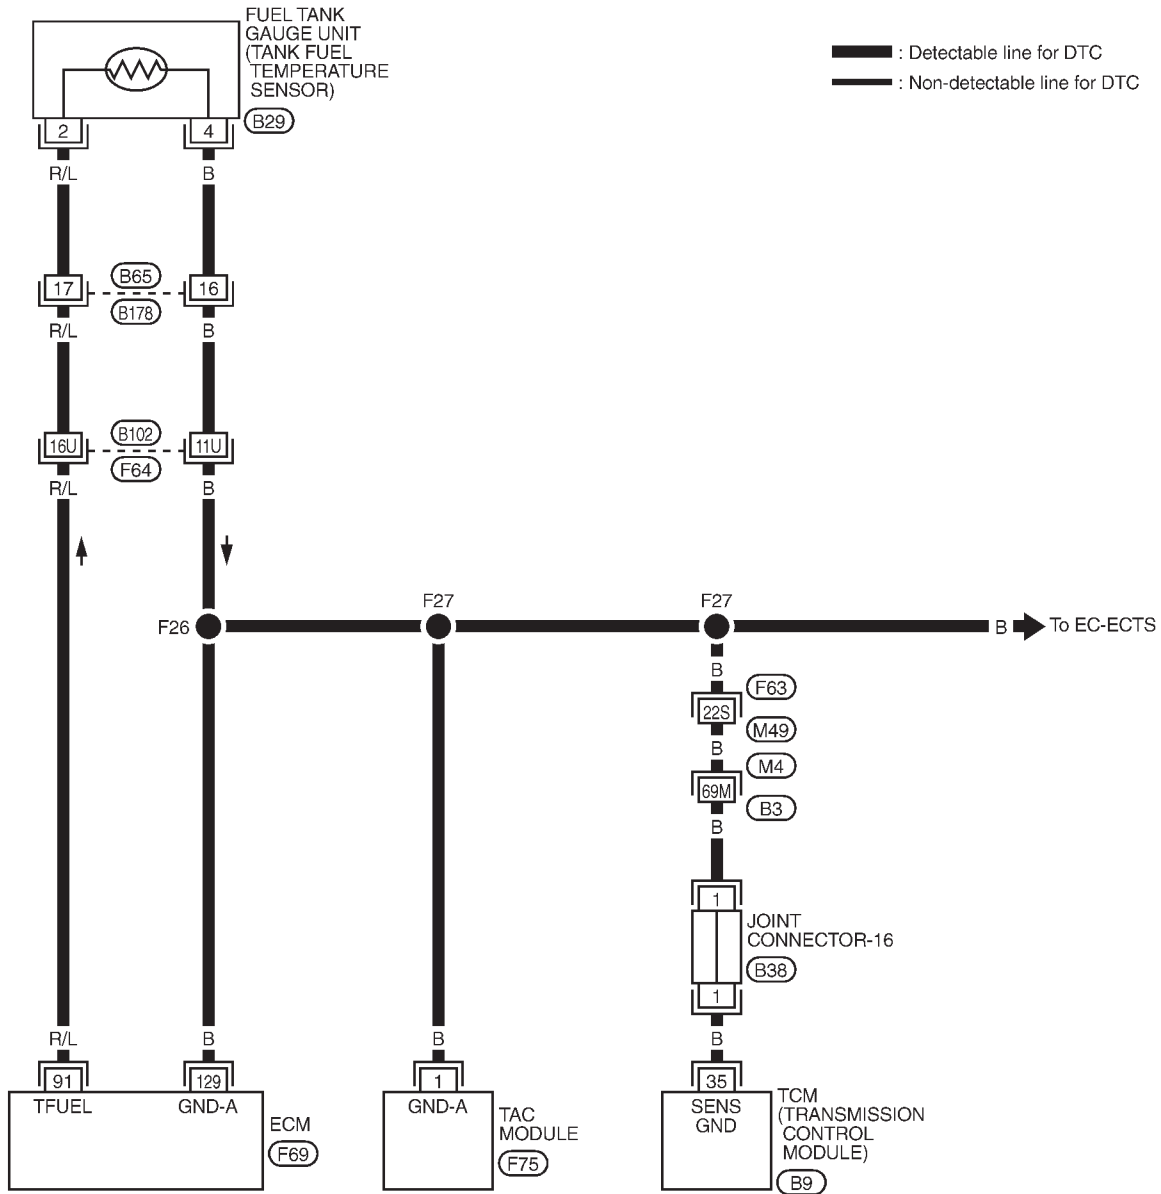 FUEL TANK
GAUGE UNIT
(TANK FUEL
TEMPERATURE
SENSOR)
B29
: Detectable line for DTC
: Non-detectable line for DTC
2
4
R/L
B
17
B65
B178
16
R/L
B
16U
B102
F64
11U
R/L
B
F26
F27
F27
B
To EC-ECTS
B
F63
22S
M49
B
M4
69M
B3
B
1
JOINT
CONNECTOR-16
B38
1
R/L
B
B
B
91
129
1
35
TFUEL
GND-A
ECM
F69
GND-A
TAC
MODULE
F75
SENS
GND
TCM
(TRANSMISSION
CONTROL
MODULE)
B9